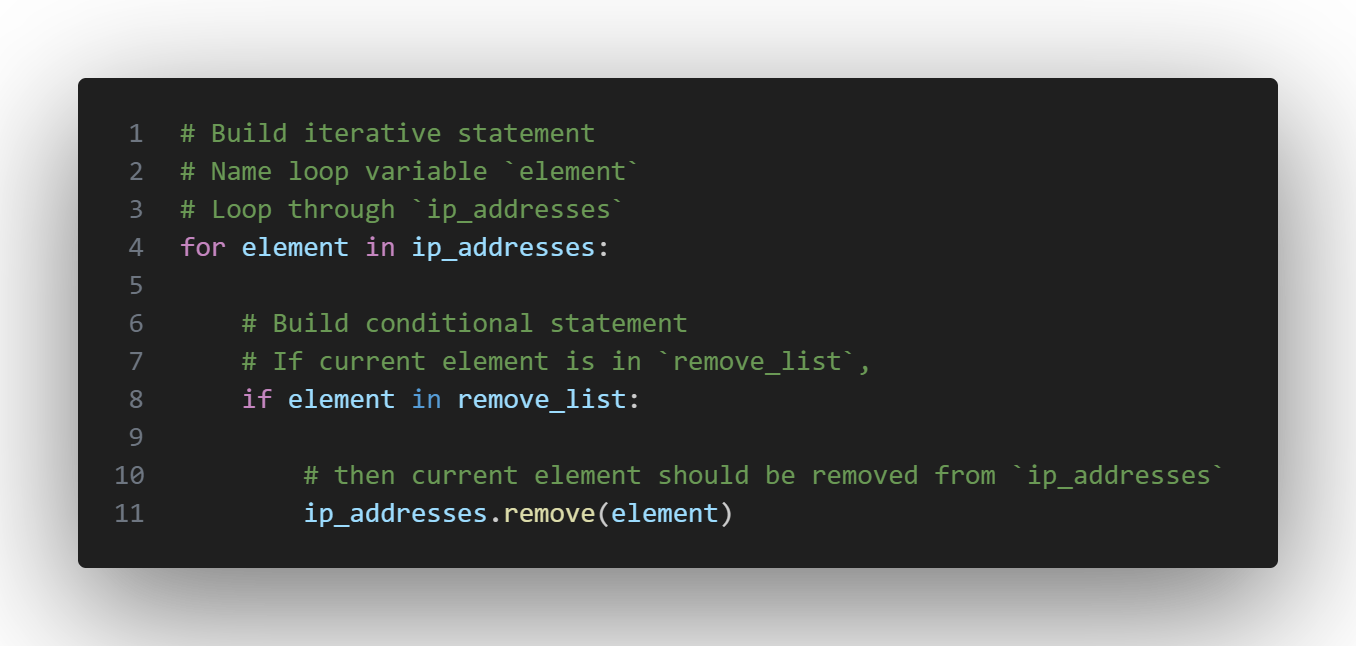 1 # Build iterative statement
2 # Name loop variable `element`
3 # Loop through `ip_addresses`
4 for element in ip_addresses:
5
6     # Build conditional statement
7     # If current element is in `remove_list`,
8     if element in remove_list:
9
10         # then current element should be removed from `ip_addresses`
11         ip_addresses.remove(element)